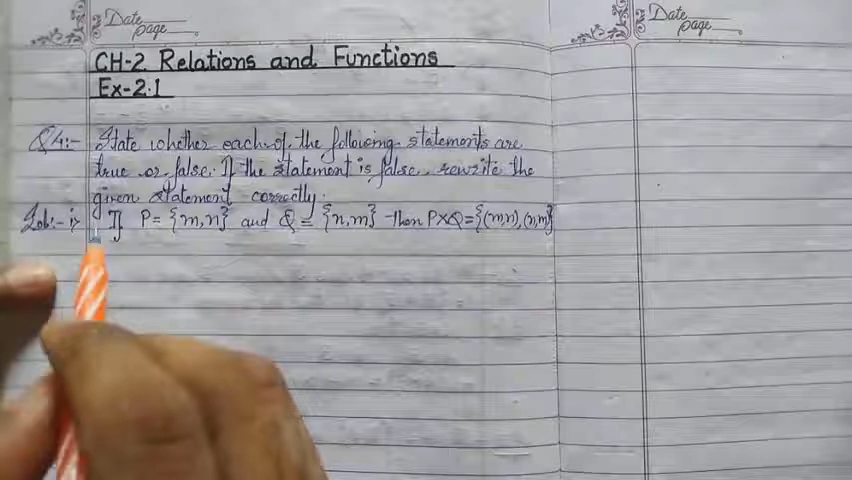 Date
Page
Date
Page
CH-2 Relations and Functions
Ex-2.1
Q4:- State whether each of the following statements are
true or false. If the statement is false, rewrite the
given statement correctly.
Sol:- i) If P = {m,n} and Q = {n,m} then P×Q={(m,n),(n,m)}